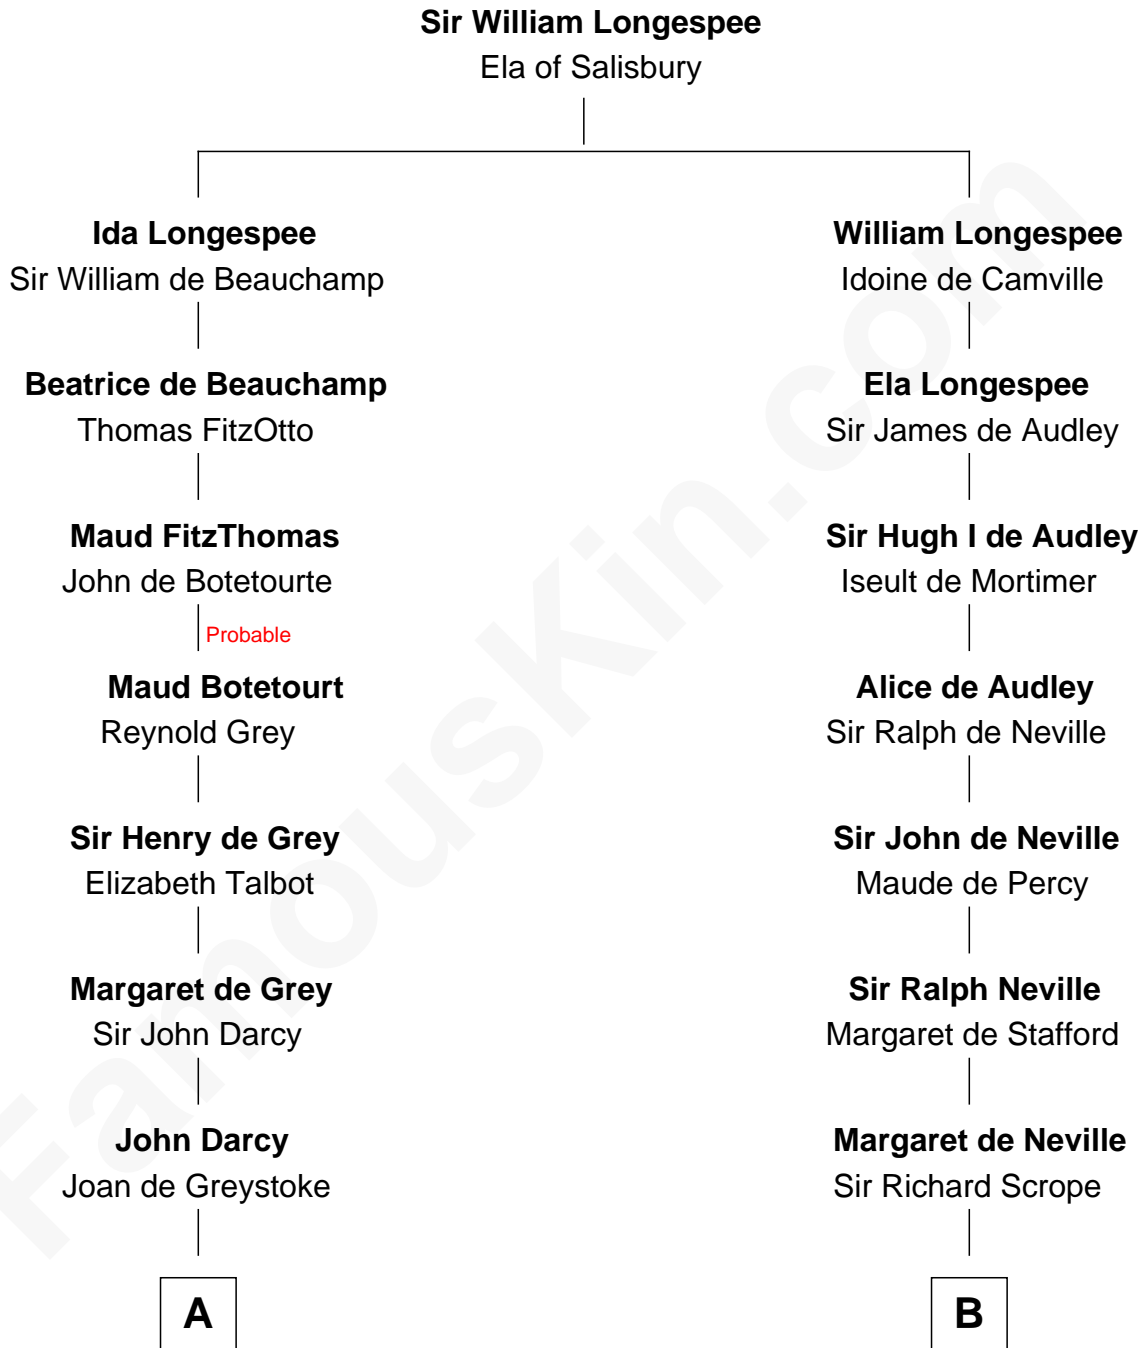 Sir William Longespee
Ela of Salisbury
Ida Longespee
Sir William de Beauchamp
Beatrice de Beauchamp
Thomas FitzOtto
Maud FitzThomas
John de Botetourte
Probable
Maud Botetourt
Reynold Grey
Sir Henry de Grey
Elizabeth Talbot
Margaret de Grey
Sir John Darcy
John Darcy
Joan de Greystoke
A
William Longespee
Idoine de Camville
Ela Longespee
Sir James de Audley
Sir Hugh I de Audley
Iseult de Mortimer
Alice de Audley
Sir Ralph de Neville
Sir John de Neville
Maude de Percy
Sir Ralph Neville
Margaret de Stafford
Margaret de Neville
Sir Richard Scrope
B
FamousKin.com